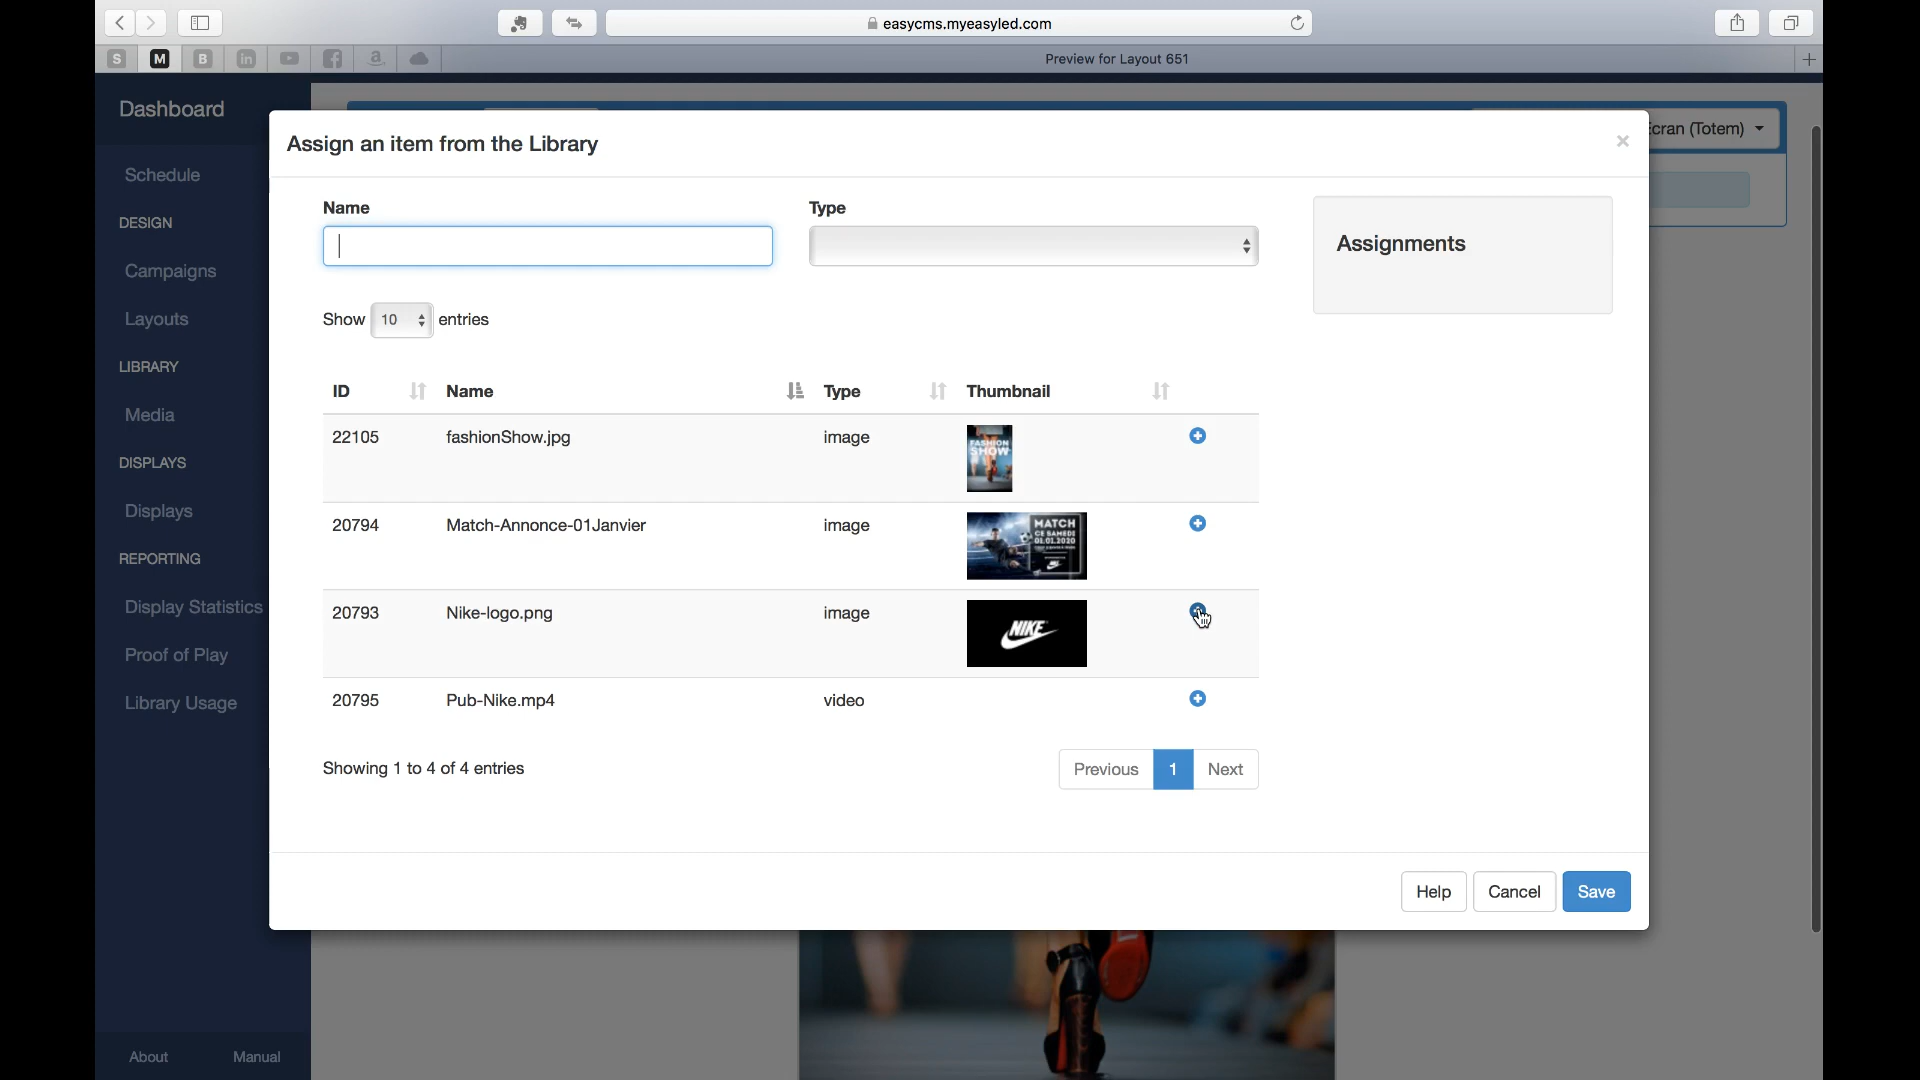 easycms.myeasyled.com
S M B in a
Preview for Layout 651
Dashboard
Schedule
DESIGN
Campaigns
Layouts
LIBRARY
Media
DISPLAYS
Displays
REPORTING
Display Statistics
Proof of Play
Library Usage
About Manual
cran (Totem)
Assign an item from the Library ×
Name Type
Assignments
Show 10 entries
ID Name Type Thumbnail
22105 fashionShow.jpg image
FASHION
SHOW
20794 Match-Annonce-01Janvier image
MATCH
CE SAMEDI
01.01.2020
20793 Nike-logo.png image
NIKE
20795 Pub-Nike.mp4 video
Showing 1 to 4 of 4 entries
Previous 1 Next
Help Cancel Save